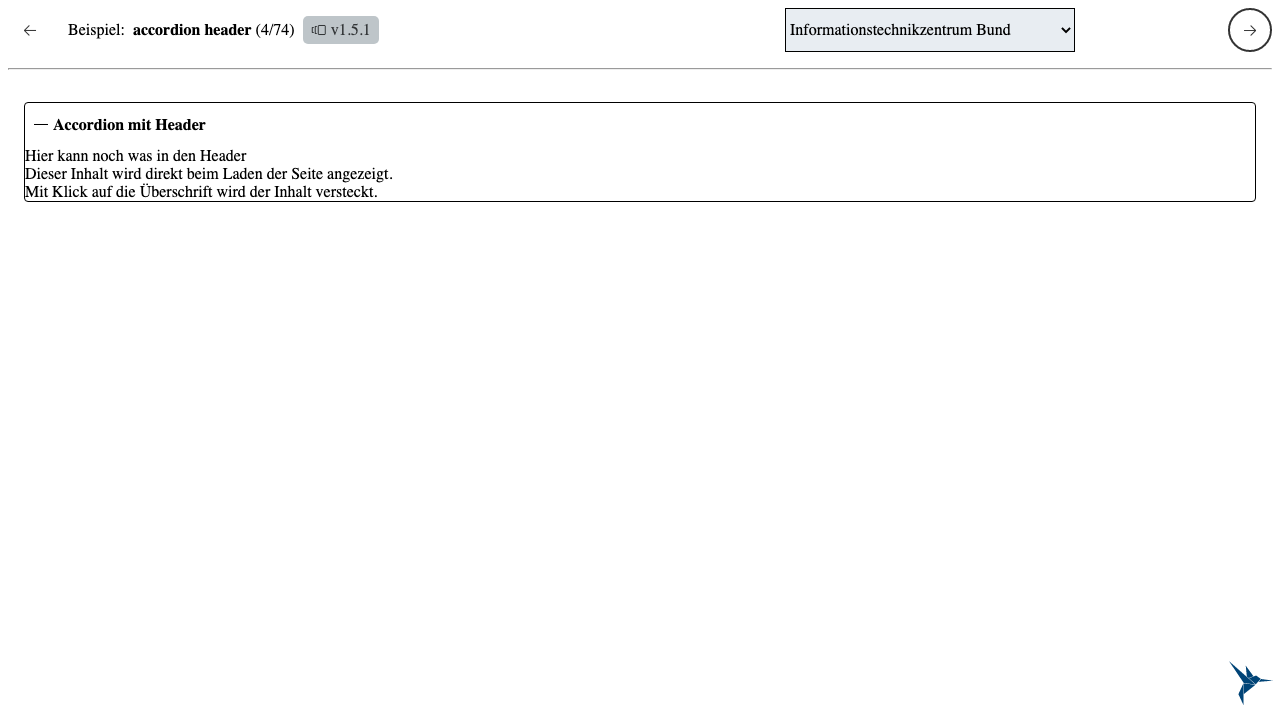 Beispiel: accordion header (4/74) v1.5.1
Informationstechnikzentrum Bund
Accordion mit Header
Hier kann noch was in den Header
Dieser Inhalt wird direkt beim Laden der Seite angezeigt.
Mit Klick auf die Überschrift wird der Inhalt versteckt.